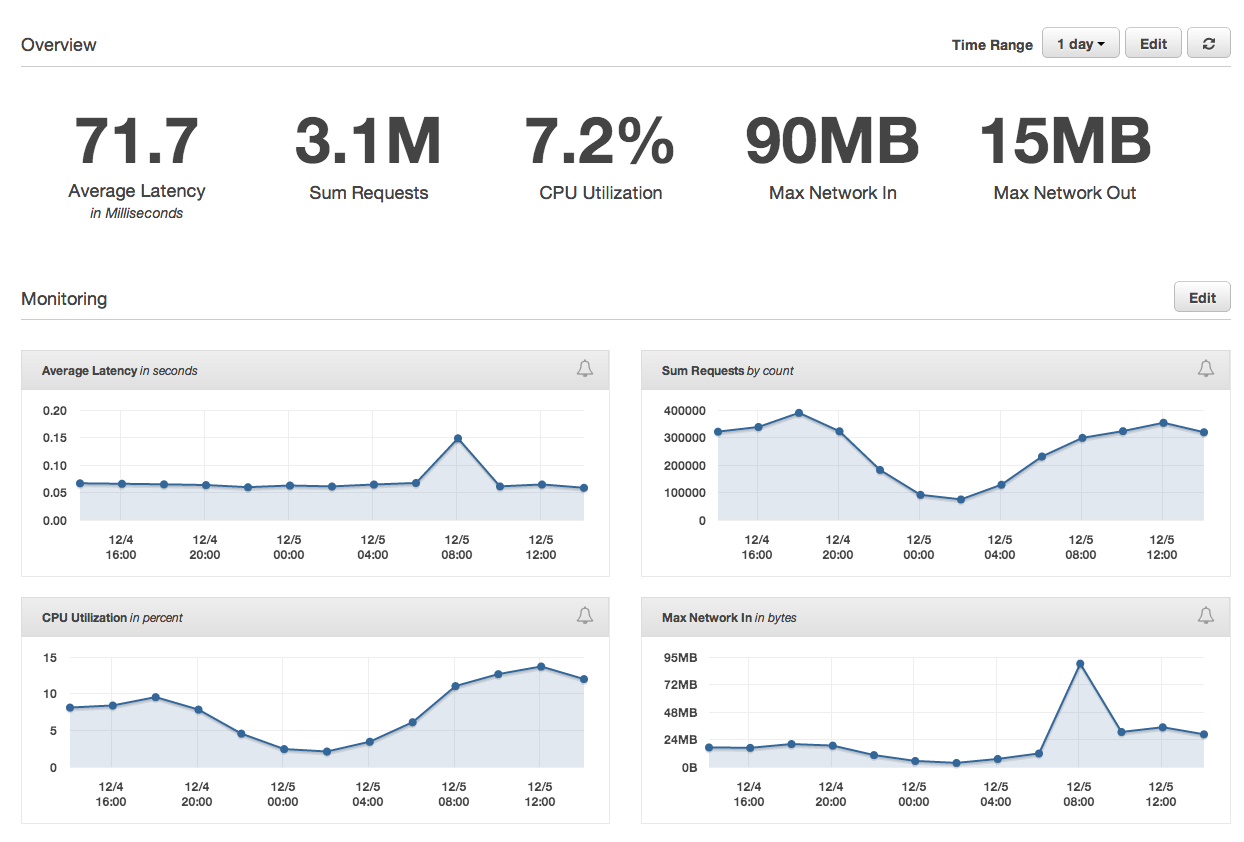 Overview
Time Range 1 day Edit
71.7 3.1M 7.2% 90MB 15MB
Average Latency Sum Requests CPU Utilization Max Network In Max Network Out
in Milliseconds
Monitoring Edit
Average Latency in seconds
0.20
0.15
0.10
0.05
0.00
12/4 12/4 12/5 12/5 12/5 12/5
16:00 20:00 00:00 04:00 08:00 12:00
Sum Requests by count
400000
300000
200000
100000
0
12/4 12/4 12/5 12/5 12/5 12/5
16:00 20:00 00:00 04:00 08:00 12:00
CPU Utilization in percent
15
10
5
0
12/4 12/4 12/5 12/5 12/5 12/5
16:00 20:00 00:00 04:00 08:00 12:00
Max Network In in bytes
95MB
72MB
48MB
24MB
0B
12/4 12/4 12/5 12/5 12/5 12/5
16:00 20:00 00:00 04:00 08:00 12:00